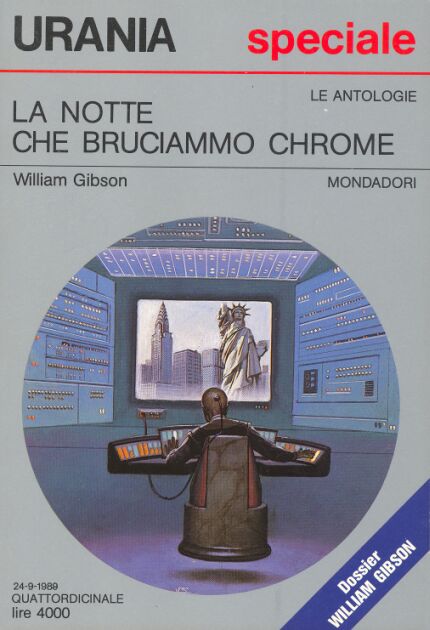 URANIA speciale
LE ANTOLOGIE
LA NOTTE
CHE BRUCIAMMO CHROME
William Gibson MONDADORI
24-9-1989
QUATTORDICINALE
lire 4000
Dossier
WILLIAM GIBSON